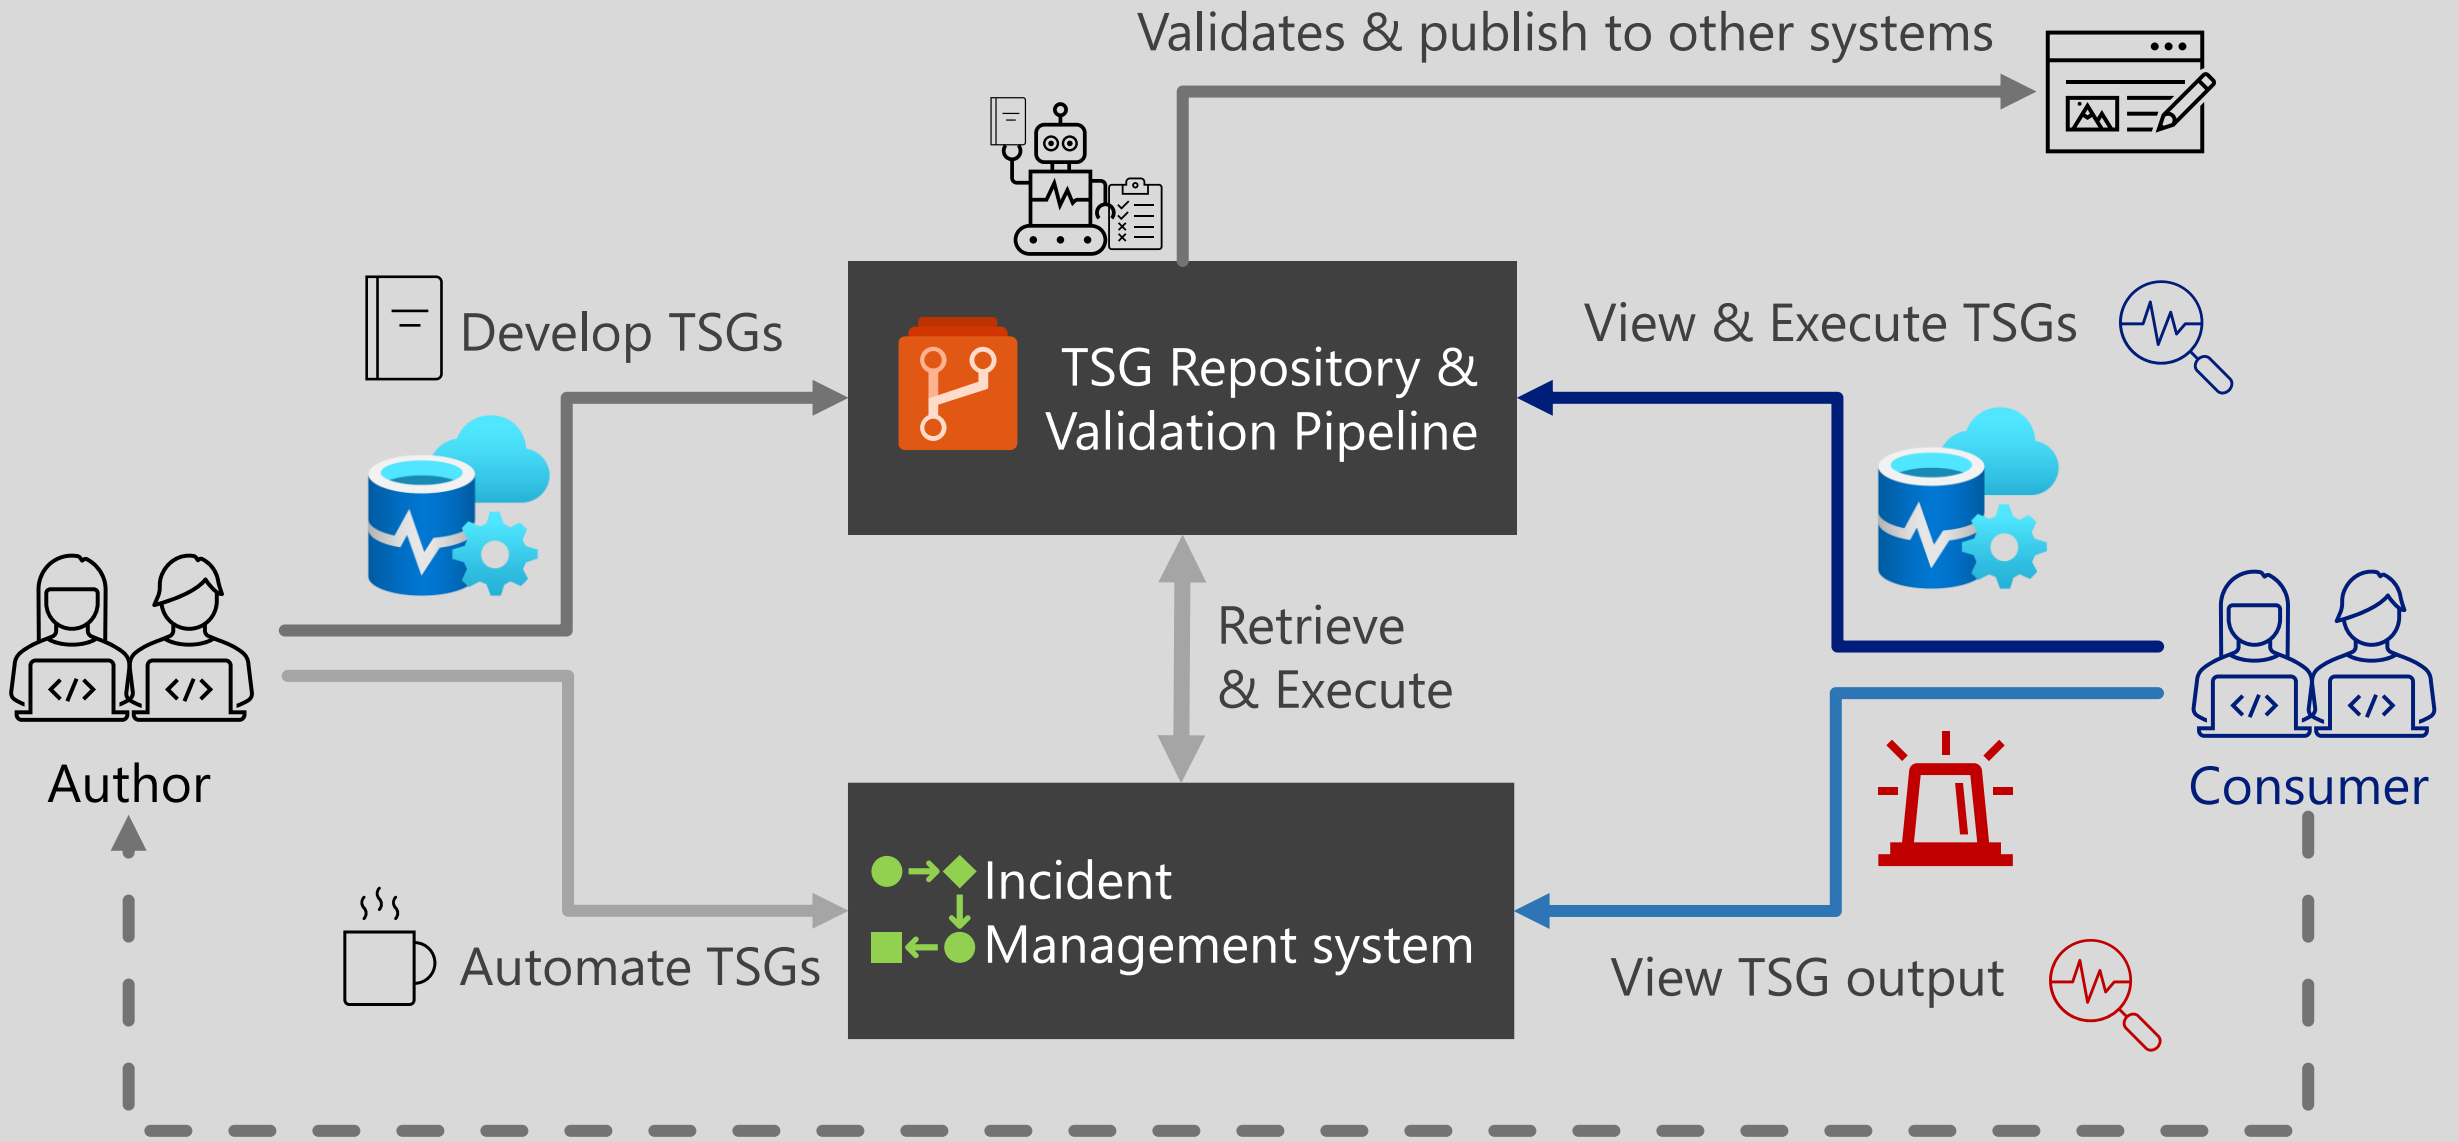 Validates & publish to other systems
Develop TSGs
TSG Repository &
Validation Pipeline
View & Execute TSGs
Retrieve
& Execute
</>
</>
Author
</>
</>
Consumer
Automate TSGs
Incident
Management system
View TSG output